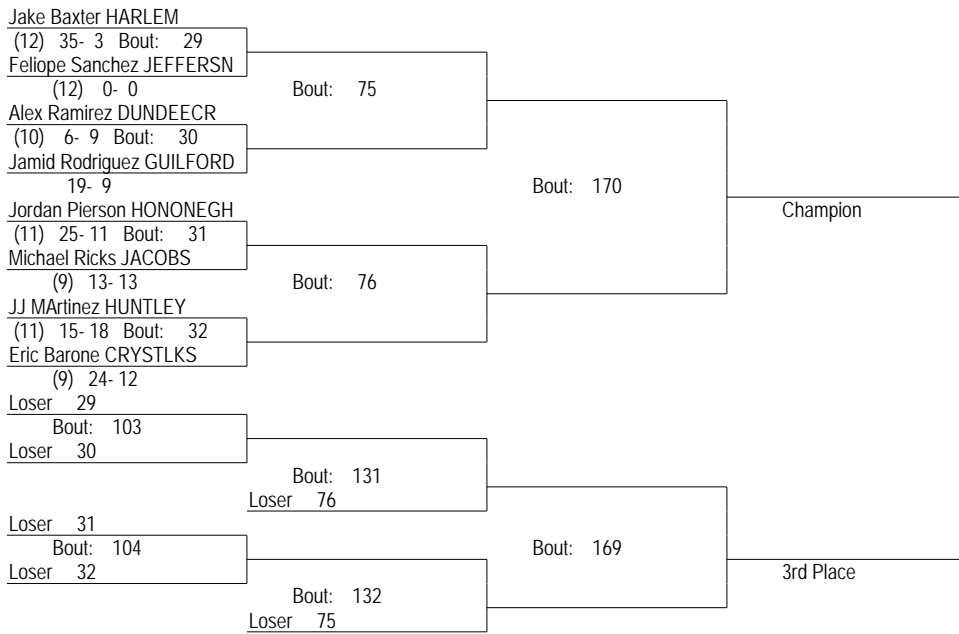 Jake Baxter HARLEM
(12) 35- 3 Bout: 29
Feliope Sanchez JEFFERSN
(12) 0- 0
Bout: 75
Alex Ramirez DUNDEECR
(10) 6- 9 Bout: 30
Jamid Rodriguez GUILFORD
19- 9
Bout: 170
Jordan Pierson HONONEGH
Champion
(11) 25- 11 Bout: 31
Michael Ricks JACOBS
(9) 13- 13
Bout: 76
JJ MArtinez HUNTLEY
(11) 15- 18 Bout: 32
Eric Barone CRYSTLKS
(9) 24- 12
Loser 29
Bout: 103
Loser 30
Bout: 131
Loser 76
Loser 31
Bout: 104
Bout: 169
Loser 32
3rd Place
Bout: 132
Loser 75